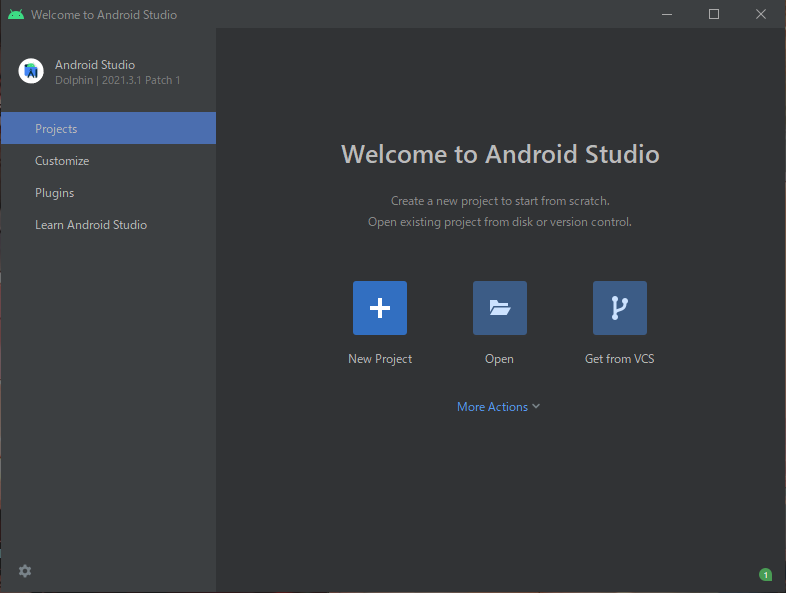 Welcome to Android Studio
Android Studio
Dolphin | 2021.3.1 Patch 1
Projects
Customize
Plugins
Learn Android Studio
Welcome to Android Studio
Create a new project to start from scratch.
Open existing project from disk or version control.
New Project
Open
Get from VCS
More Actions
1